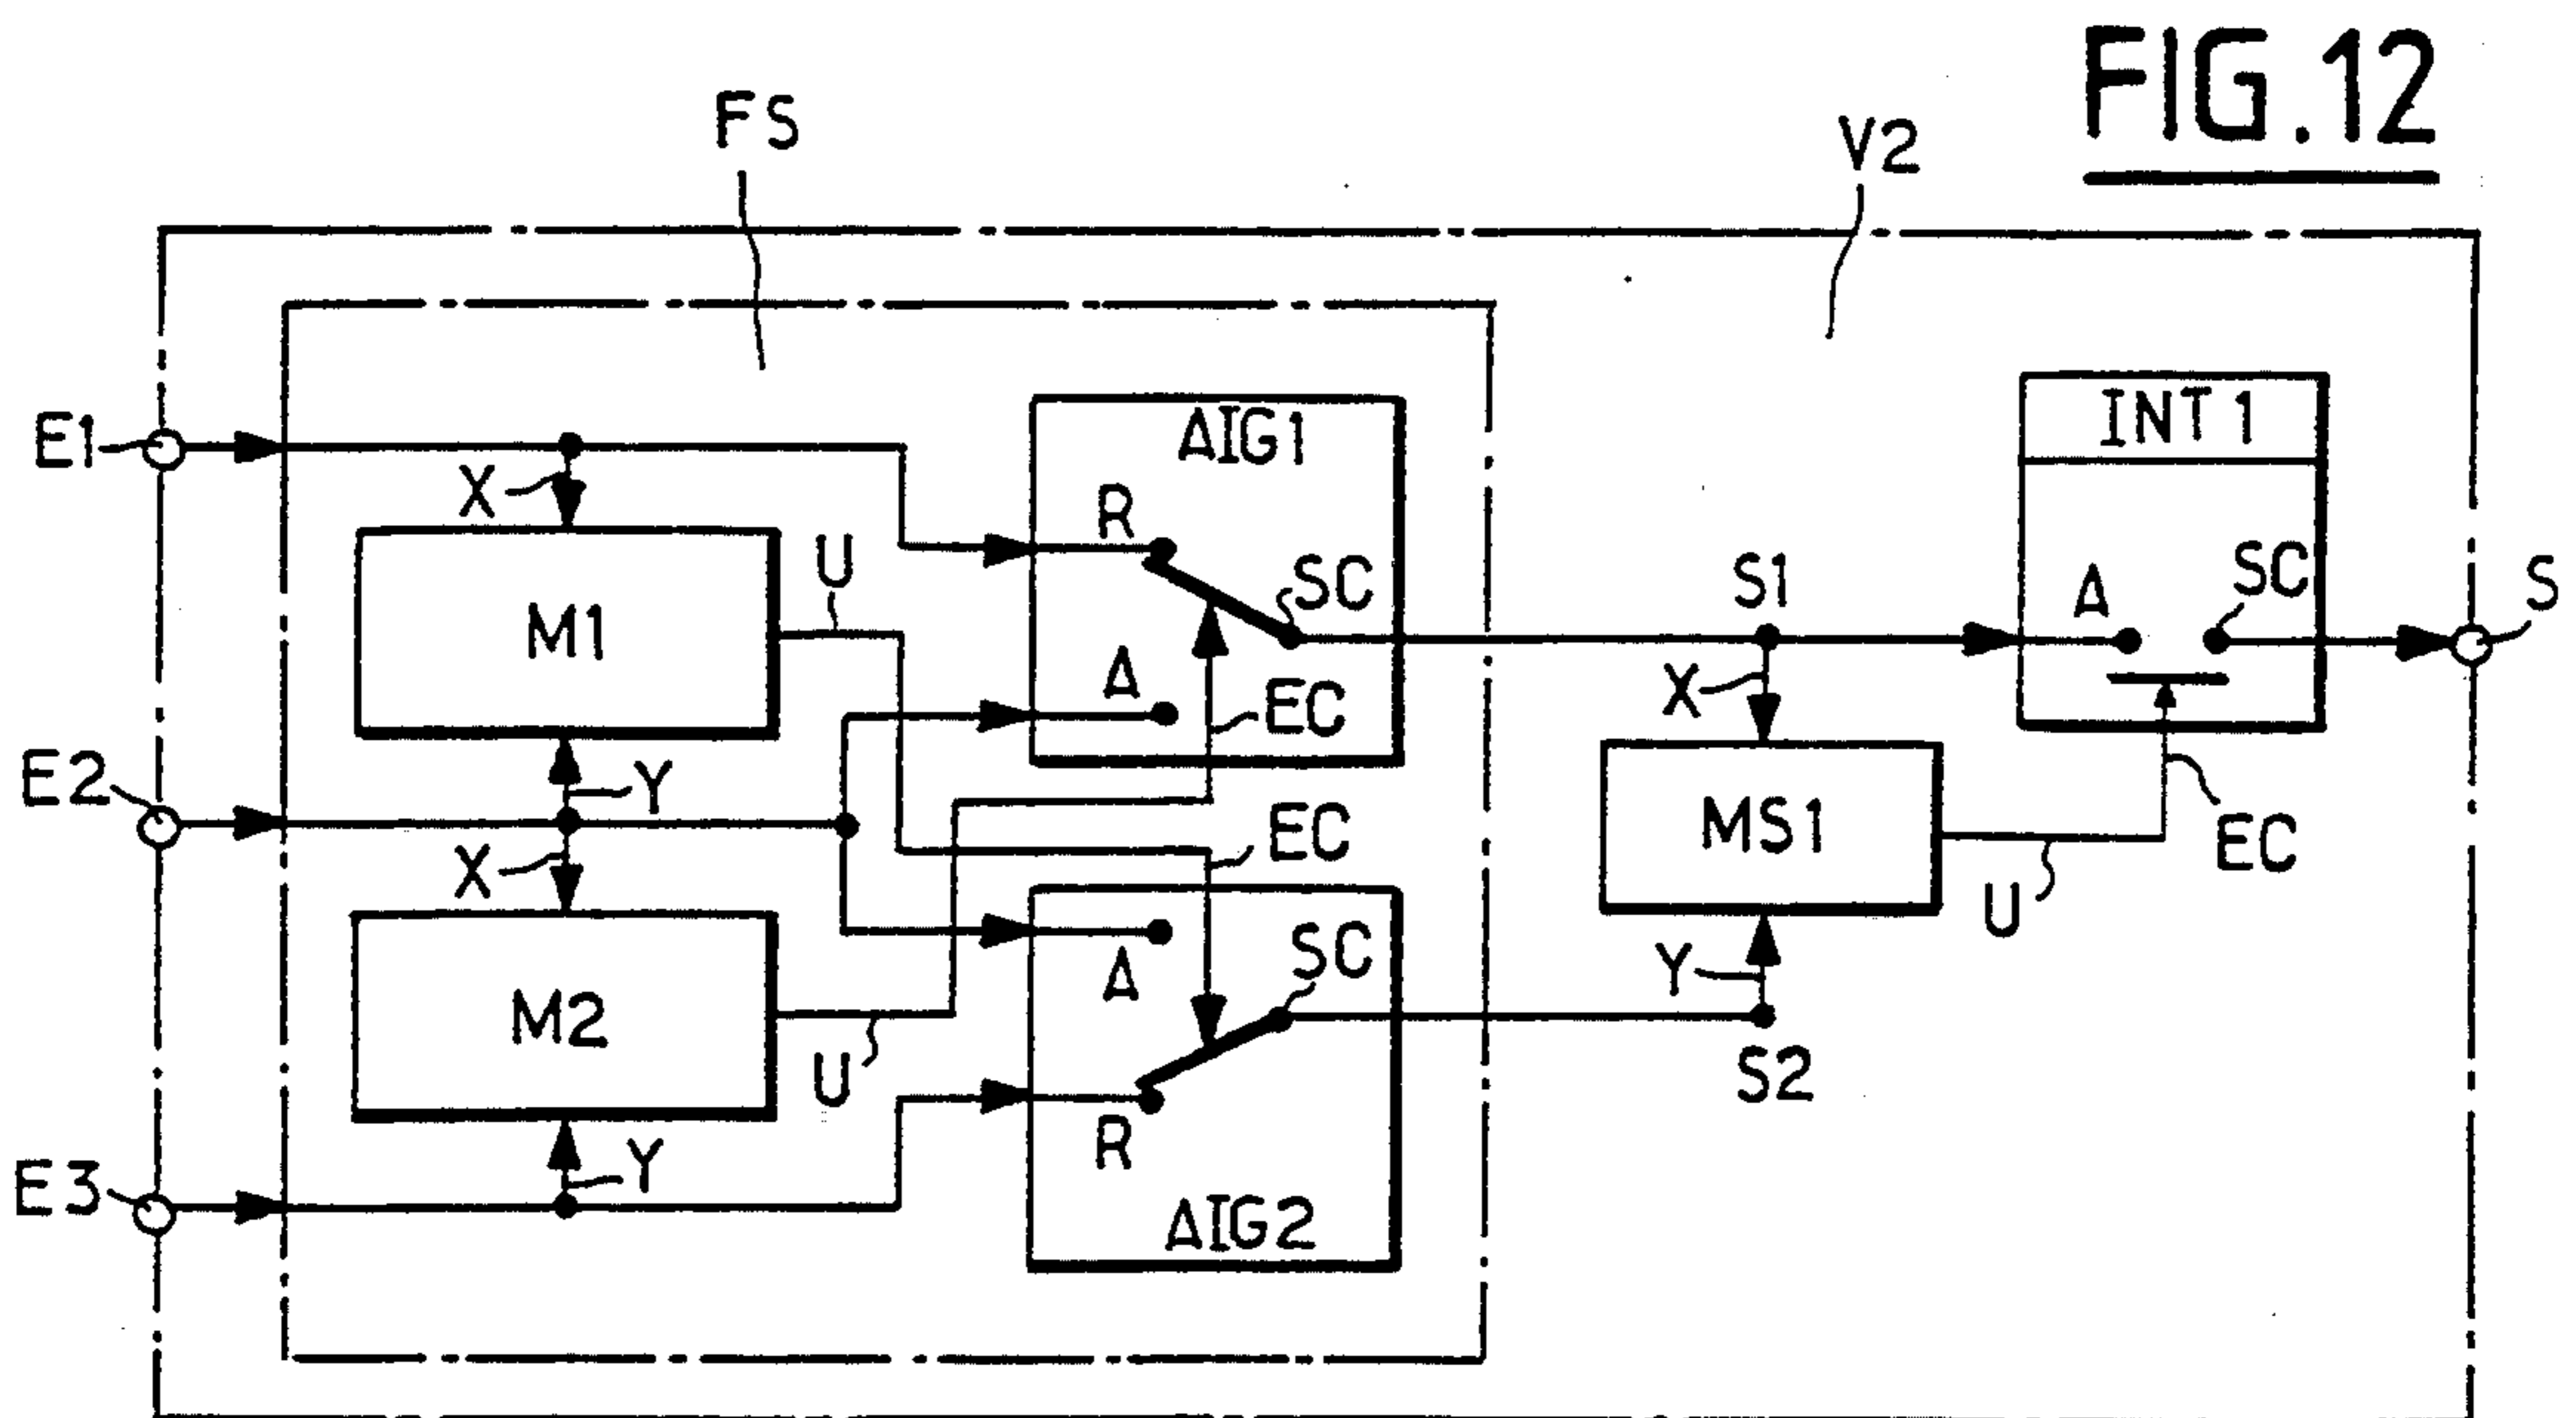 FIG.12
FS
V2
E1
X
M1
U
AIG1
R
SC
A
EC
S1
INT 1
A
SC
S
X
E2
Y
X
EC
MS1
EC
U
M2
U
A
SC
Y
S2
R
E3
Y
AIG2